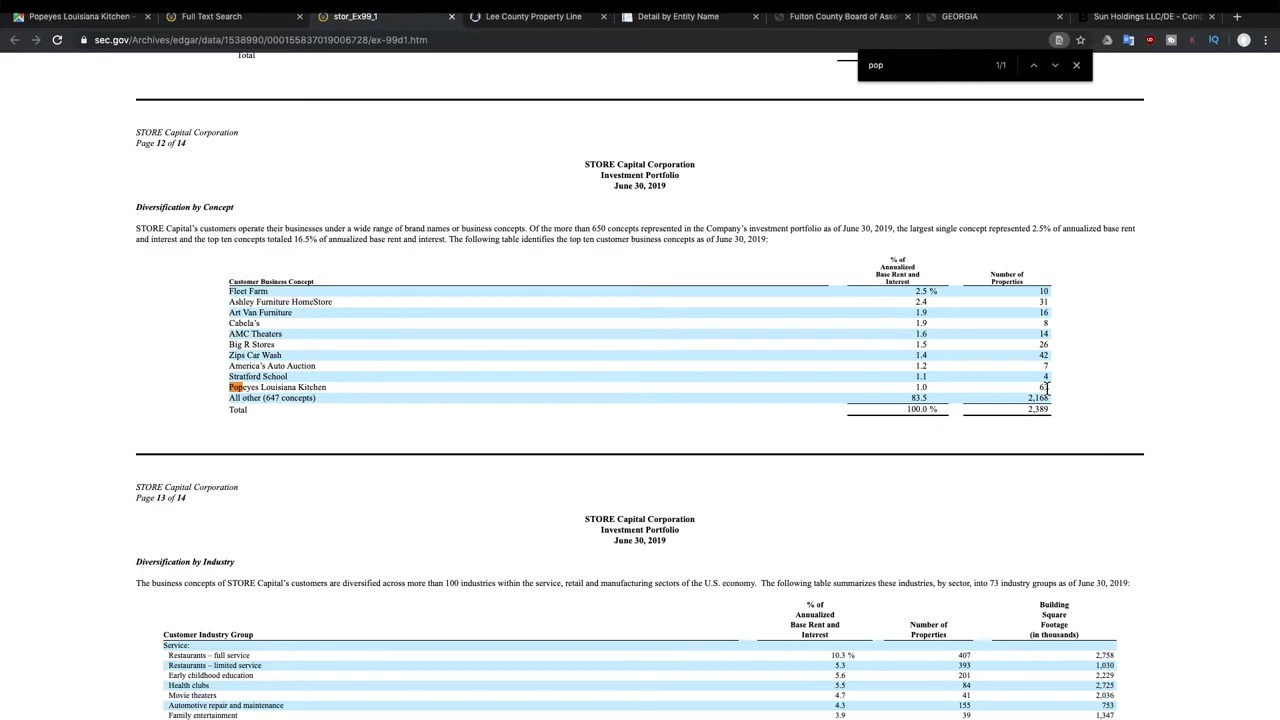 Popeyes Louisiana Kitchen -
Full Text Search
stor_Ex99_1
Lee County Property Line
Detail by Entity Name
Fulton County Board of Asse
GEORGIA
Sun Holdings LLC/DE - Com
sec.gov/Archives/edgar/data/1538990/000155837019006728/ex-99d1.htm
pop
1/1
Total
STORE Capital Corporation
Page 12 of 14
STORE Capital Corporation
Investment Portfolio
June 30, 2019
Diversification by Concept
STORE Capital's customers operate their businesses under a wide range of brand names or business concepts. Of the more than 650 concepts represented in the Company's investment portfolio as of June 30, 2019, the largest single concept represented 2.5% of annualized base rent
and interest and the top ten concepts totaled 16.5% of annualized base rent and interest. The following table identifies the top ten customer business concepts as of June 30, 2019:
% of
Annualized
Base Rent and Number of
Customer Business Concept Interest Properties
Fleet Farm 2.5 % 10
Ashley Furniture HomeStore 2.4 31
Art Van Furniture 1.9 16
Cabela's 1.9 8
AMC Theaters 1.6 14
Big R Stores 1.5 26
Zips Car Wash 1.4 42
America's Auto Auction 1.2 7
Stratford School 1.1 4
Popeyes Louisiana Kitchen 1.0
All other (647 concepts) 83.5 2,168
Total 100.0 % 2,389
STORE Capital Corporation
Page 13 of 14
STORE Capital Corporation
Investment Portfolio
June 30, 2019
Diversification by Industry
The business concepts of STORE Capital's customers are diversified across more than 100 industries within the service, retail and manufacturing sectors of the U.S. economy. The following table summarizes these industries, by sector, into 73 industry groups as of June 30, 2019:
% of Building
Annualized Square
Base Rent and Number of Footage
Customer Industry Group Interest Properties (in thousands)
Service:
Restaurants – full service 10.3 % 407 2,758
Restaurants – limited service 5.3 393 1,030
Early childhood education 5.6 201 2,229
Health clubs 5.5 84 2,725
Movie theaters 4.7 41 2,036
Automotive repair and maintenance 4.3 155 753
Family entertainment 3.9 39 1,347